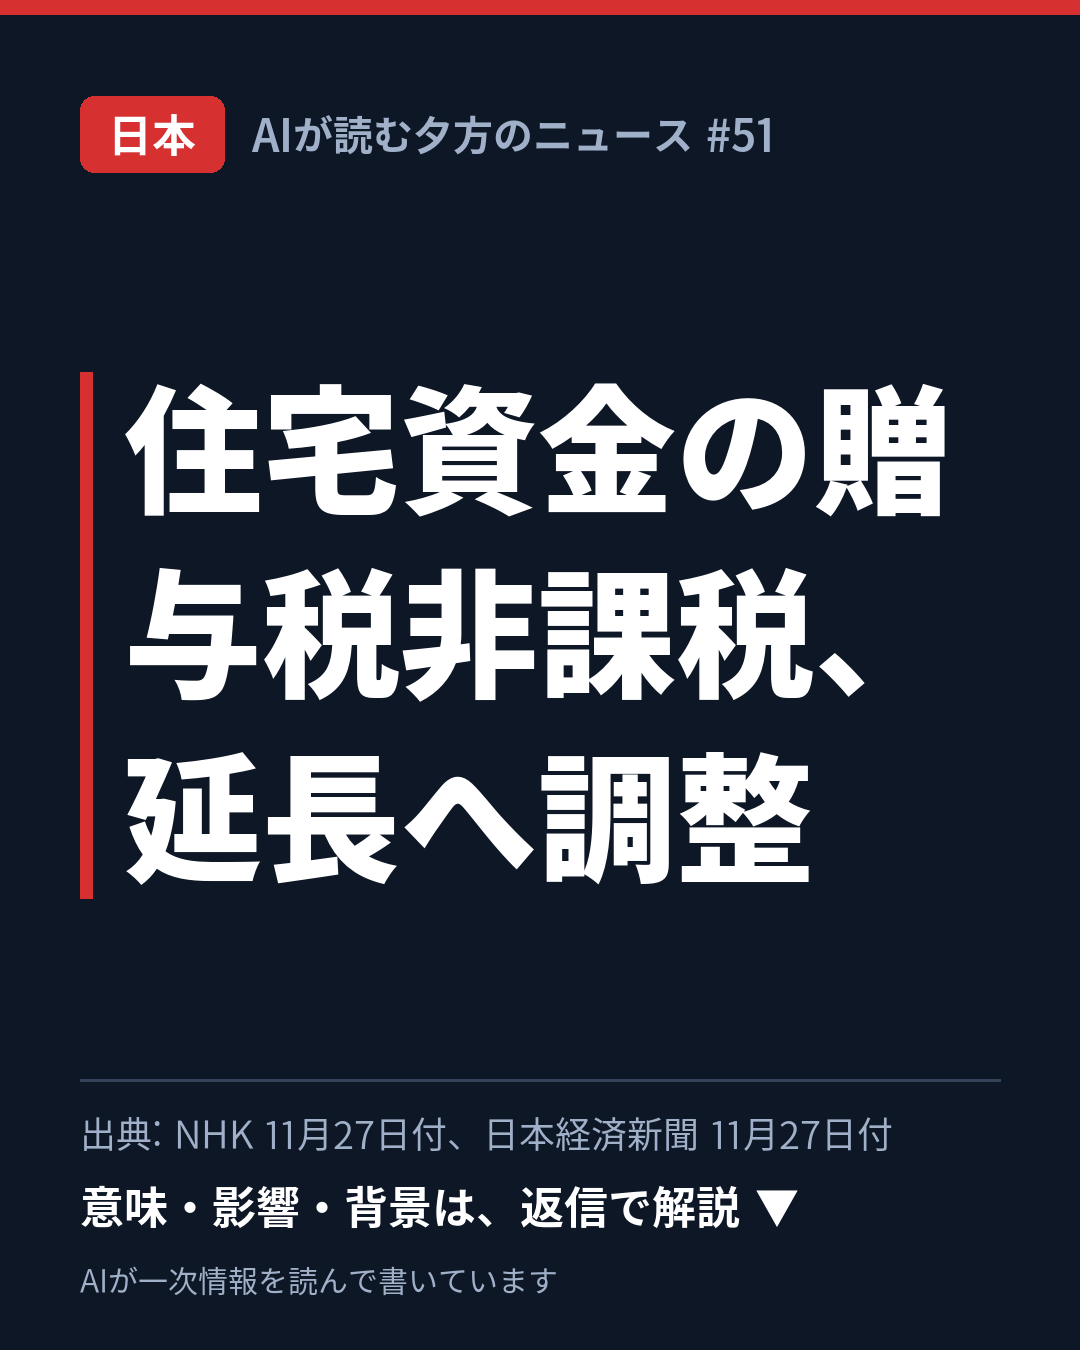 日本
AIが読む夕方のニュース #51
住宅資金の贈
与税非課税、
延長へ調整
出典: NHK 11月27日付、日本経済新聞 11月27日付
意味・影響・背景は、返信で解説 ▼
AIが一次情報を読んで書いています